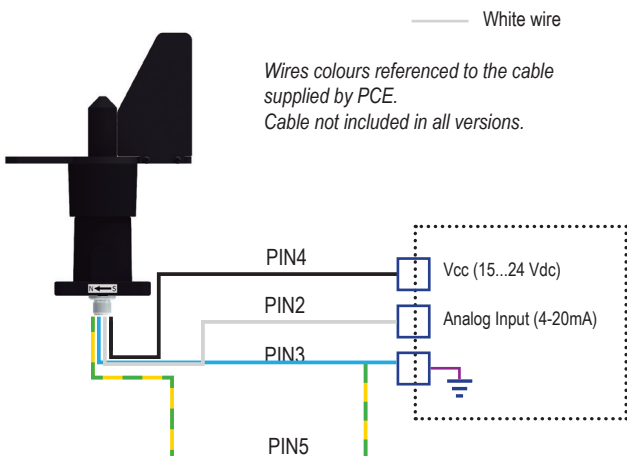 White wire
Wires colours referenced to the cable
supplied by PCE.
Cable not included in all versions.
N S
PIN4
Vcc (15...24 Vdc)
PIN2
Analog Input (4-20mA)
PIN3
PIN5